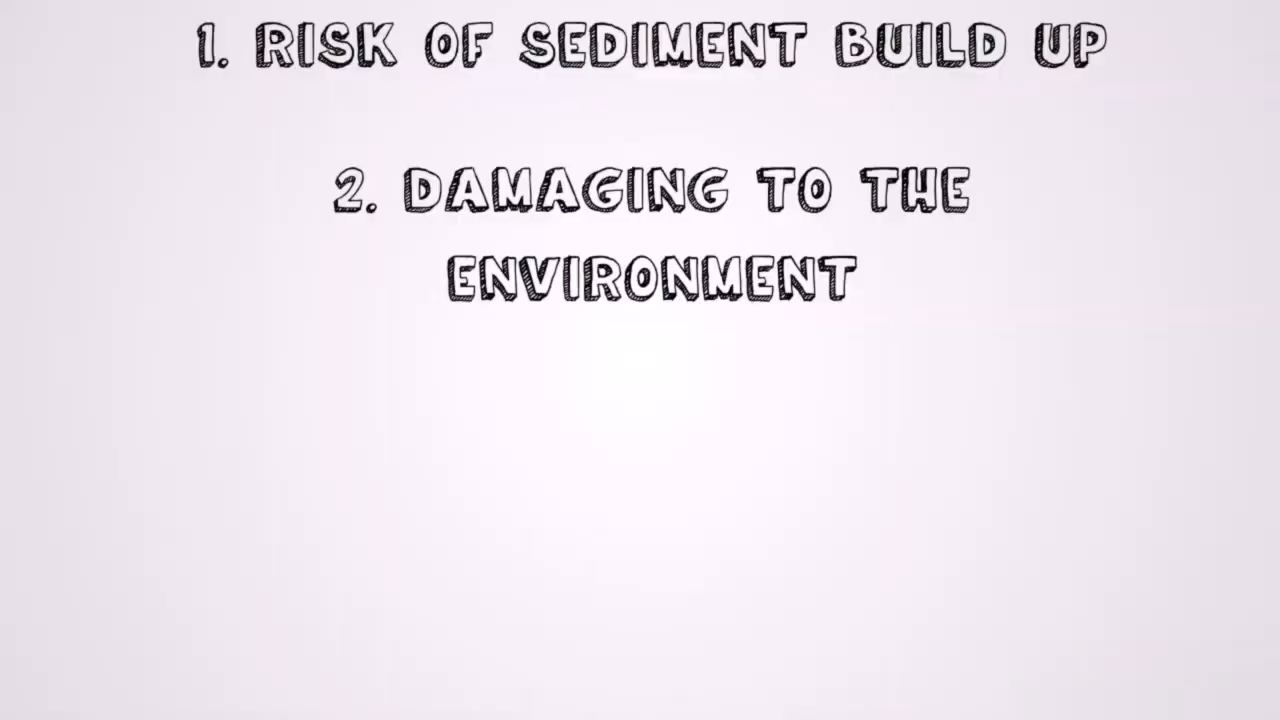 1. RISK OF SEDIMENT BUILD UP
2. DAMAGING TO THE
ENVIRONMENT